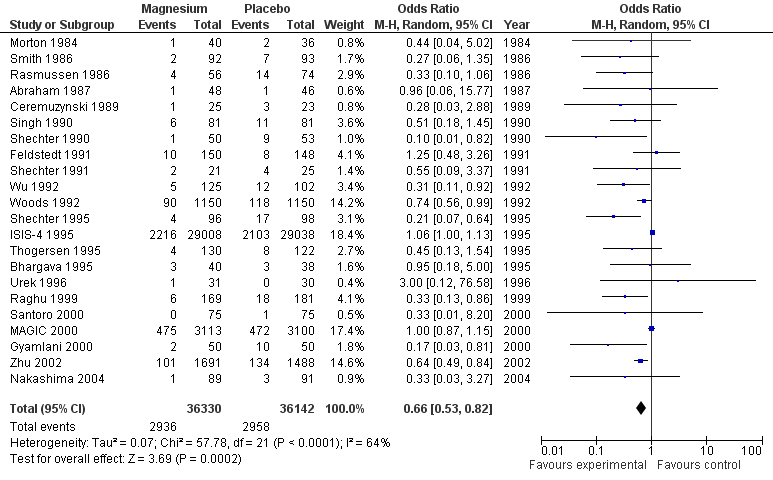 Magnesium Placebo Odds Ratio Odds Ratio
Study or Subgroup Events Total Events Total Weight M-H, Random, 95% CI Year M-H, Random, 95% CI
Morton 1984 1 40 2 36 0.8% 0.44 [0.04, 5.02] 1984
Smith 1986 2 92 7 93 1.7% 0.27 [0.06, 1.35] 1986
Rasmussen 1986 4 56 14 74 3.1% 0.33 [0.10, 1.06] 1986
Abraham 1987 1 48 1 46 0.6% 0.96 [0.06, 15.77] 1987
Ceremuzynski 1989 1 25 3 23 0.9% 0.28 [0.03, 2.88] 1989
Singh 1990 6 81 11 81 3.7% 0.51 [0.18, 1.45] 1990
Shechter 1990 1 50 9 53 1.0% 0.10 [0.01, 0.82] 1990
Feldstedt 1991 10 150 8 148 4.1% 1.25 [0.48, 3.26] 1991
Shechter 1991 2 21 4 25 1.4% 0.55 [0.09, 3.37] 1991
Wu 1992 5 125 12 102 3.5% 0.31 [0.11, 0.92] 1992
Woods 1992 90 1150 118 1150 13.8% 0.74 [0.56, 0.99] 1992
Shechter 1995 4 96 17 98 3.3% 0.21 [0.07, 0.64] 1995
ISIS-4 1995 2216 29008 2103 29038 18.4% 1.06 [1.00, 1.13] 1995
Thogersen 1995 4 130 8 122 2.8% 0.45 [0.13, 1.54] 1995
Bhargava 1995 3 40 3 38 1.6% 0.95 [0.18, 5.00] 1995
Urek 1996 1 31 0 30 0.5% 3.00 [0.12, 76.58] 1996
Raghu 1999 6 169 18 181 4.2% 0.33 [0.13, 0.86] 1999
Santoro 2000 0 75 1 75 0.5% 0.33 [0.01, 8.20] 2000
MAGIC 2000 475 3113 472 3100 17.4% 1.00 [0.87, 1.15] 2000
Gyamlani 2000 2 50 10 50 1.7% 0.17 [0.03, 0.81] 2000
Zhu 2002 101 1691 134 1488 14.2% 0.64 [0.49, 0.84] 2002
Nakashima 2004 1 89 3 91 0.9% 0.33 [0.03, 3.27] 2004
Total (95% CI) 36330 36142 100.0% 0.66 [0.53, 0.82]
Total events 2936 2958
Heterogeneity: Tau² = 0.07; Chi² = 57.78, df = 21 (P < 0.0001); I² = 64%
Test for overall effect: Z = 3.69 (P = 0.0002)
0.01 0.1 1 10 100
Favours experimental Favours control